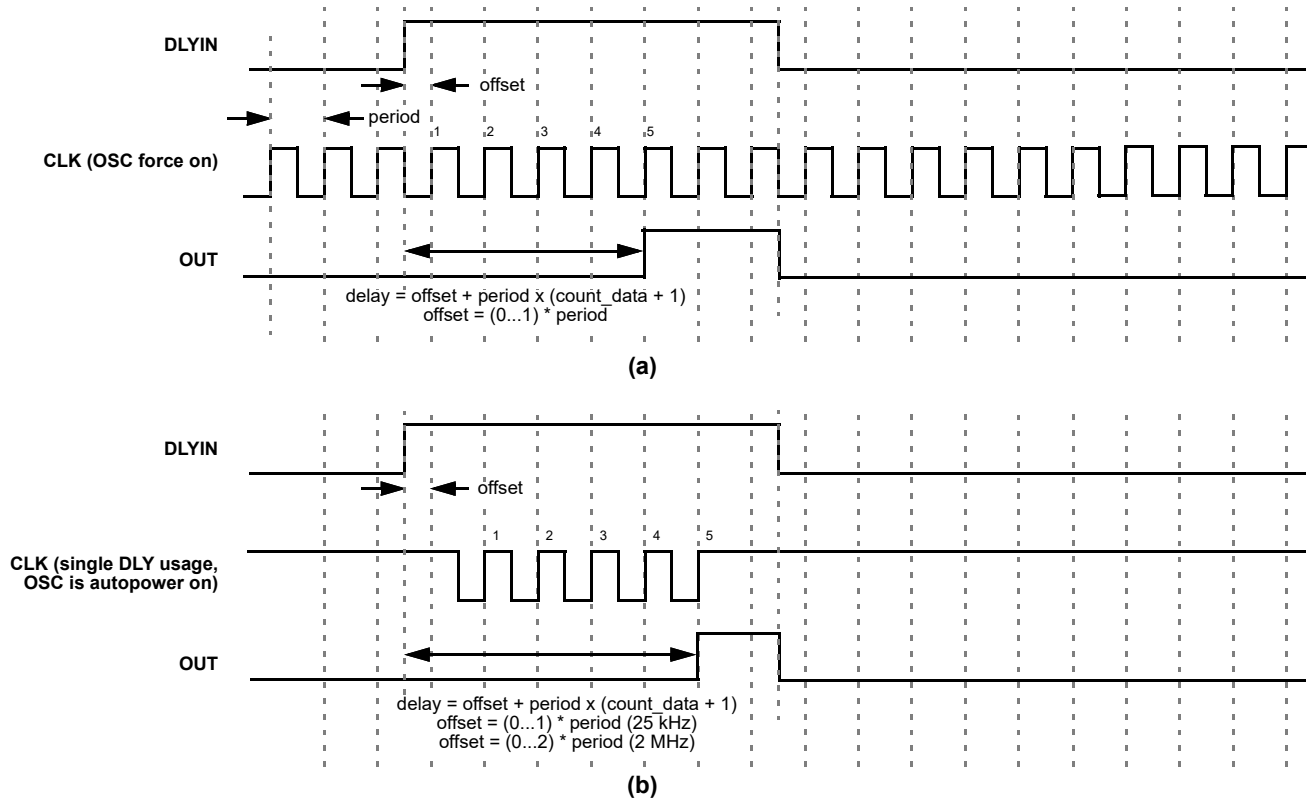 DLYIN
offset
period
1 2 3 4 5
CLK (OSC force on)
OUT
delay = offset + period x (count_data + 1)
offset = (0...1) * period
(a)
DLYIN
offset
1 2 3 4 5
CLK (single DLY usage,
OSC is autopower on)
OUT
delay = offset + period x (count_data + 1)
offset = (0...1) * period (25 kHz)
offset = (0...2) * period (2 MHz)
(b)